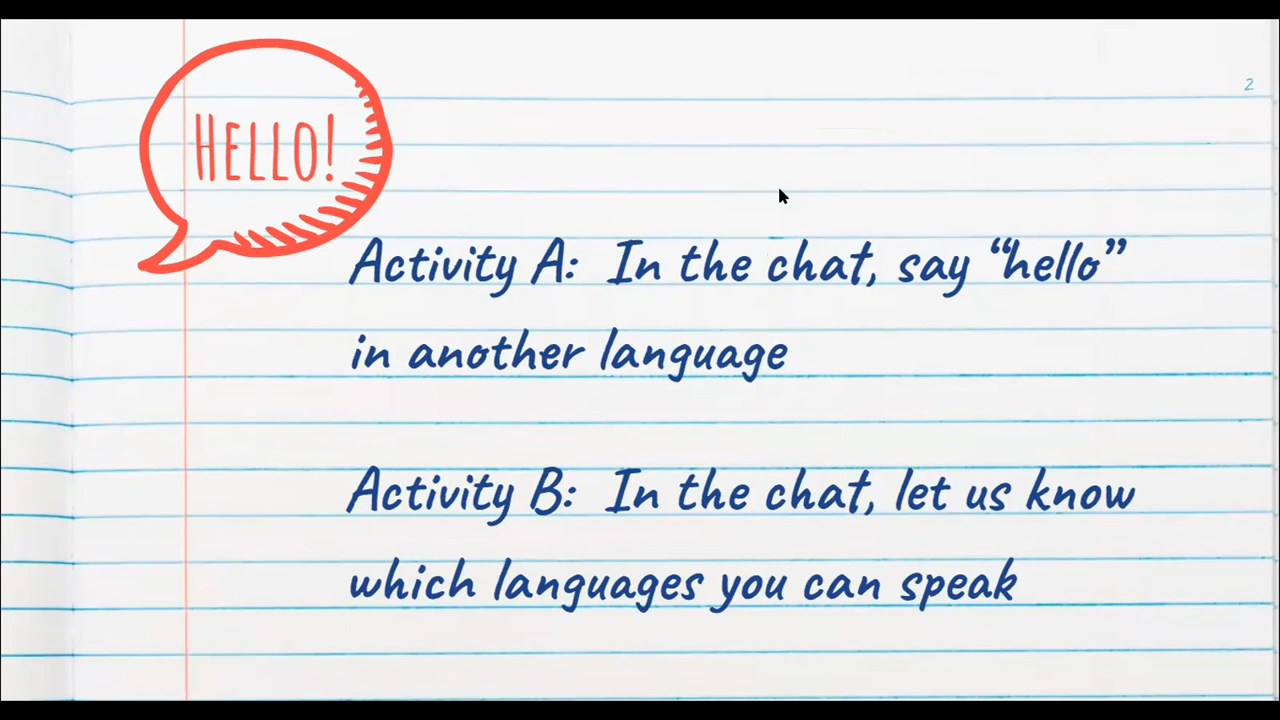 2
HELLO!
Activity A: In the chat, say “hello”
in another language
Activity B: In the chat, let us know
which languages you can speak